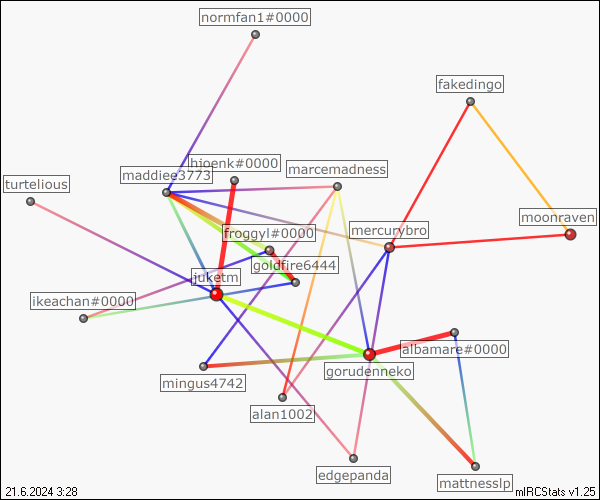 normfan1#0000
fakedingo
hjoenk#0000
marcemadness
maddiee3773
turtelious
moonraven
froggyl#0000
mercurybro
goldfire6444
juketm
ikeachan#0000
albamare#0000
gorudenneko
mingus4742
alan1002
edgepanda
mattnesslp
21.6.2024 3:28
mIRCStats v1.25